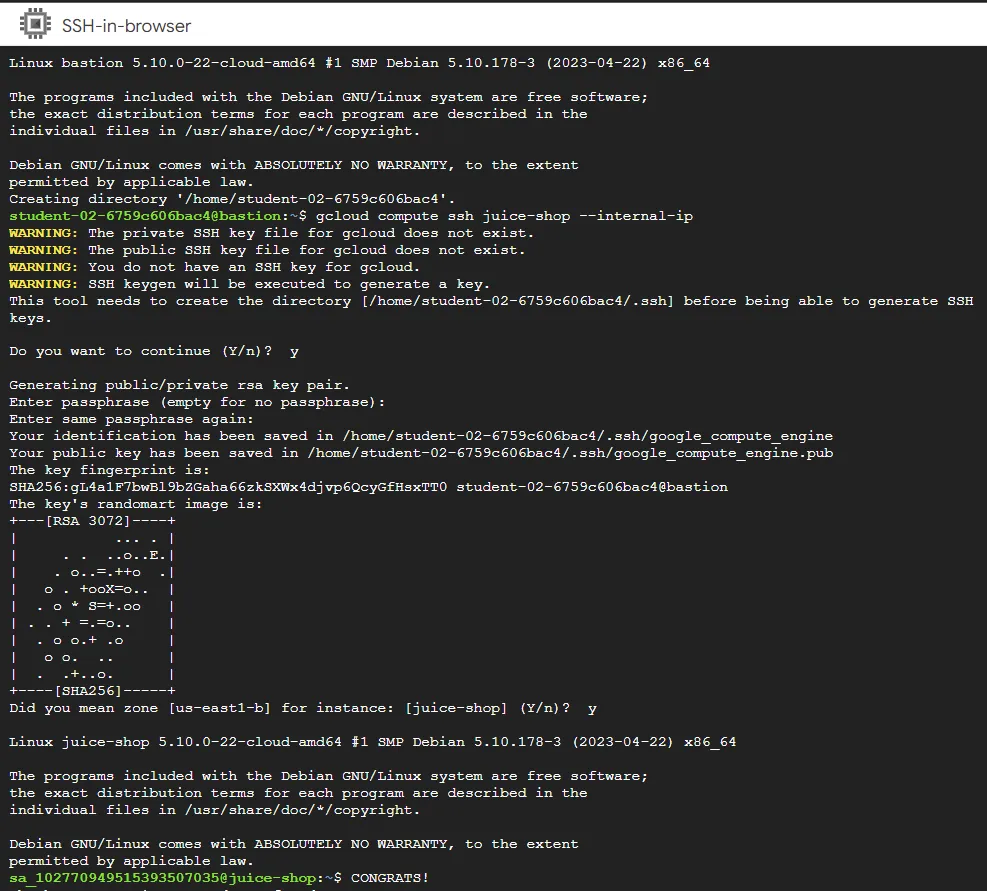 SSH-in-browser
Linux bastion 5.10.0-22-cloud-amd64 #1 SMP Debian 5.10.178-3 (2023-04-22) x86_64
The programs included with the Debian GNU/Linux system are free software;
the exact distribution terms for each program are described in the
individual files in /usr/share/doc/*/copyright.
Debian GNU/Linux comes with ABSOLUTELY NO WARRANTY, to the extent
permitted by applicable law.
Creating directory '/home/student-02-6759c606bac4'.
student-02-6759c606bac4@bastion:~$ gcloud compute ssh juice-shop --internal-ip
WARNING: The private SSH key file for gcloud does not exist.
WARNING: The public SSH key file for gcloud does not exist.
WARNING: You do not have an SSH key for gcloud.
WARNING: SSH keygen will be executed to generate a key.
This tool needs to create the directory [/home/student-02-6759c606bac4/.ssh] before being able to generate SSH
keys.
Do you want to continue (Y/n)?  y
Generating public/private rsa key pair.
Enter passphrase (empty for no passphrase):
Enter same passphrase again:
Your identification has been saved in /home/student-02-6759c606bac4/.ssh/google_compute_engine
Your public key has been saved in /home/student-02-6759c606bac4/.ssh/google_compute_engine.pub
The key fingerprint is:
SHA256:gL4a1F7bwBl9bZGaha66zkSXWx4djvp6QcyGfHsxTT0 student-02-6759c606bac4@bastion
The key's randomart image is:
+---[RSA 3072]----+
|            ... . |
|      . .  ..o..E.|
|     . o..=.++o  .|
|    o . +ooX=o..  |
|   . o * S=+.oo   |
|  . . + =.=o..    |
|   . o o.+ .o     |
|    o o.  ..      |
|   .  .+..o.      |
+----[SHA256]-----+
Did you mean zone [us-east1-b] for instance: [juice-shop] (Y/n)?  y
Linux juice-shop 5.10.0-22-cloud-amd64 #1 SMP Debian 5.10.178-3 (2023-04-22) x86_64
The programs included with the Debian GNU/Linux system are free software;
the exact distribution terms for each program are described in the
individual files in /usr/share/doc/*/copyright.
Debian GNU/Linux comes with ABSOLUTELY NO WARRANTY, to the extent
permitted by applicable law.
sa_102770949515393507035@juice-shop:~$ CONGRATS!